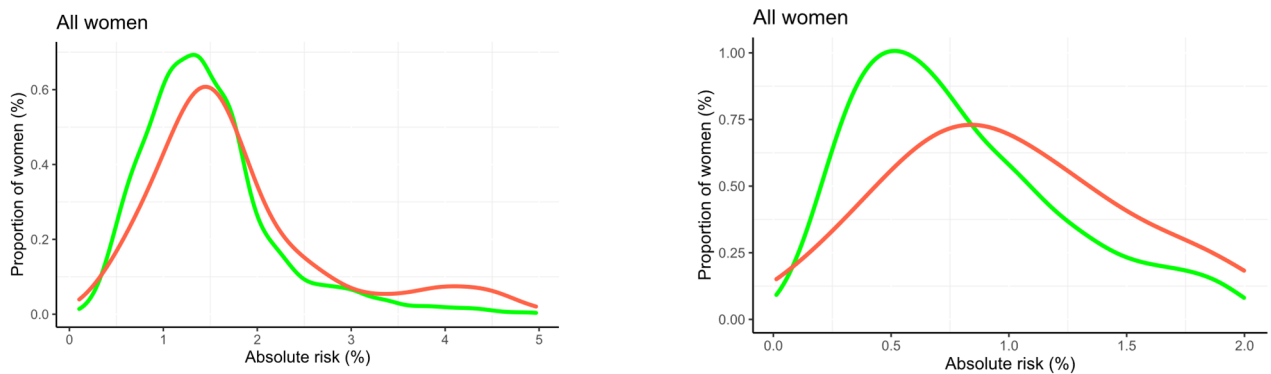 All women
Proportion of women (%)
0.6
0.4
0.2
0.0
0 1 2 3 4 5
Absolute risk (%)
All women
Proportion of women (%)
1.00
0.75
0.50
0.25
0.00
0.0 0.5 1.0 1.5 2.0
Absolute risk (%)